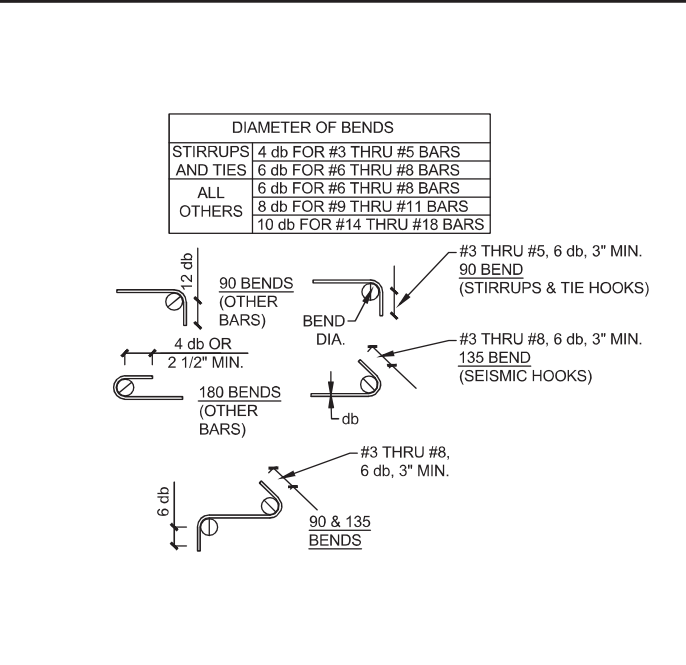 DIAMETER OF BENDS
STIRRUPS AND TIES
4 db FOR #3 THRU #5 BARS
6 db FOR #6 THRU #8 BARS
ALL OTHERS
6 db FOR #6 THRU #8 BARS
8 db FOR #9 THRU #11 BARS
10 db FOR #14 THRU #18 BARS
12 db
90 BENDS
(OTHER
BARS)
BEND
DIA.
#3 THRU #5, 6 db, 3" MIN.
90 BEND
(STIRRUPS & TIE HOOKS)
4 db OR
2 1/2" MIN.
180 BENDS
(OTHER
BARS)
db
#3 THRU #8, 6 db, 3" MIN.
135 BEND
(SEISMIC HOOKS)
6 db
#3 THRU #8,
6 db, 3" MIN.
90 & 135
BENDS